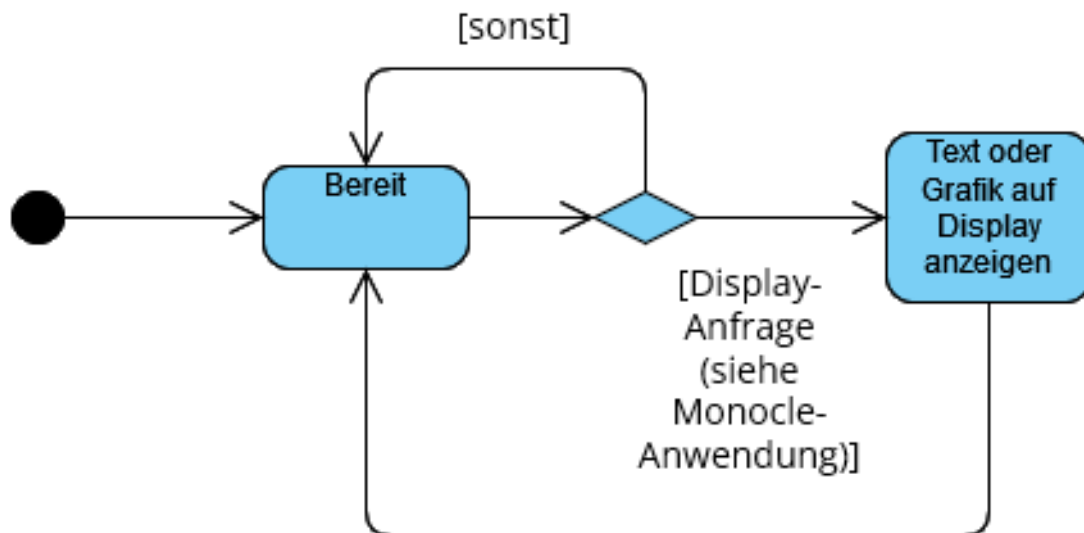 [sonst]
Bereit
Text oder
Grafik auf
Display
anzeigen
[Display-
Anfrage
(siehe
Monocle-
Anwendung)]